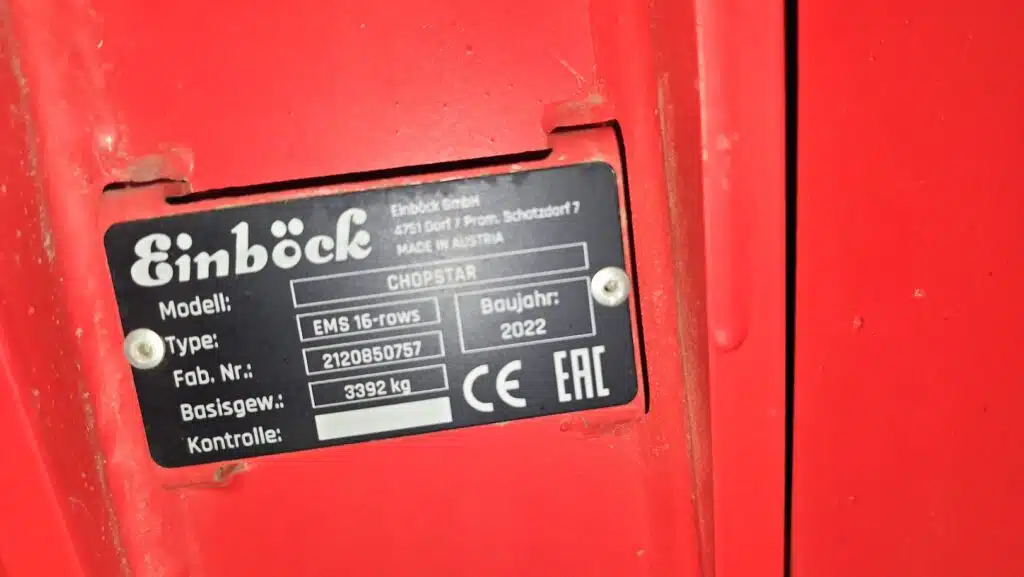 Einböck
Einböck GmbH
4751 Dorf / Pram, Schatzdorf 7
MADE IN AUSTRIA
Modell: CHOPSTAR
Type: EMS 16-rows
Baujahr:
2022
Fab. Nr.: 2120850757
Basisgew.: 3392 kg
Kontrolle:
CE EAC